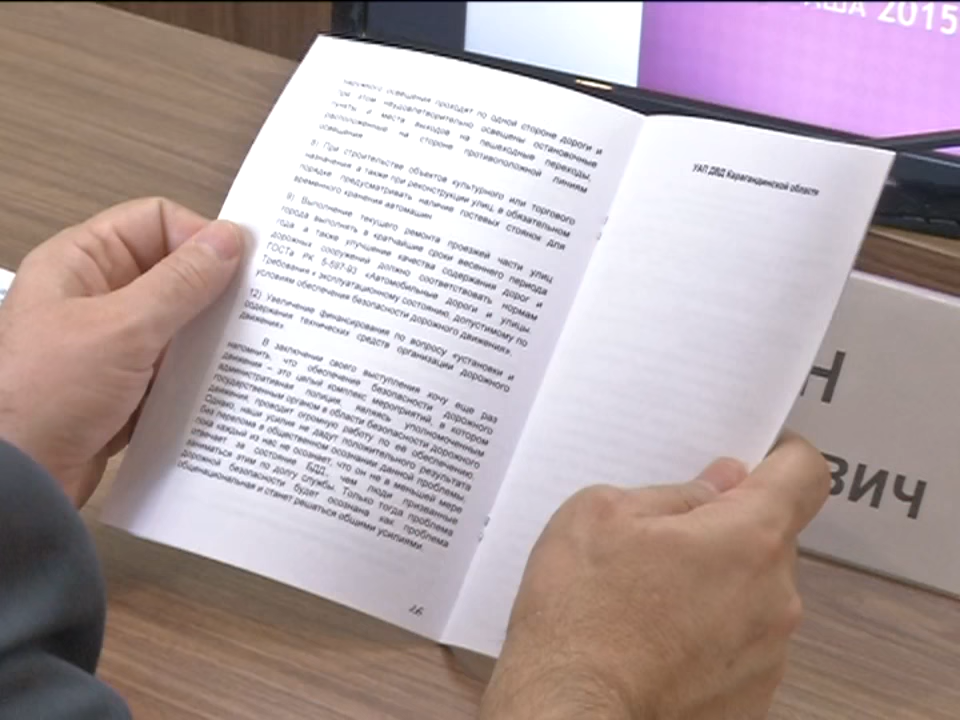 наружного освещения проходят по одной стороне дороги и
при этом неудовлетворительно освещены остановочные
пункты и места выходов на пешеходные переходы,
расположенные на стороне противоположной линиям
освещения
8) При строительстве объектов культурного или торгового
назначения а также при реконструкции улиц, в обязательном
порядке предусматривать наличие гостевых стоянок для
временного хранения автомашин
9) Выполнение текущего ремонта проезжей части улиц
города выполнить в кратчайшие сроки весеннего периода
года, а также улучшение качества содержания дорог и
дорожных сооружений должно соответствовать нормам
ГОСТа РК 5-597-93 «Автомобильные дороги и улицы.
Требования к эксплуатационному состоянию, допустимому по
условиям обеспечения безопасности дорожного движения».
12) Увеличение финансирования по вопросу «установки и
содержания технических средств организации дорожного
движения».
В заключении своего выступления хочу еще раз
напомнить, что обеспечение безопасности дорожного
движения – это целый комплекс мероприятий, в котором
административная полиция, являясь уполномоченным
государственным органом в области безопасности дорожного
движения, проводит огромную работу по ее обеспечению.
Однако, наши усилия не дадут положительного результата
без перелома в общественном осознании данной проблемы,
пока каждый из нас не осознает, что он не в меньшей мере
отвечает за состояние БДД, чем люди призванные
заниматься этим по долгу службы. Только тогда проблема
дорожной безопасности будет осознана как проблема
общенациональная и станет решаться общими усилиями.
26
УАП ДВД Карагандинской области
2015
Н
ВИЧ